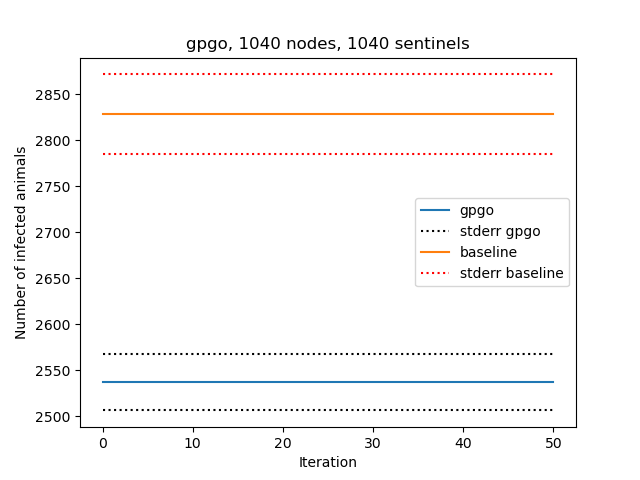 gpgo, 1040 nodes, 1040 sentinels
Number of infected animals
2850
2800
2750
2700
2650
2600
2550
2500
gpgo
stderr gpgo
baseline
stderr baseline
0 10 20 30 40 50
Iteration